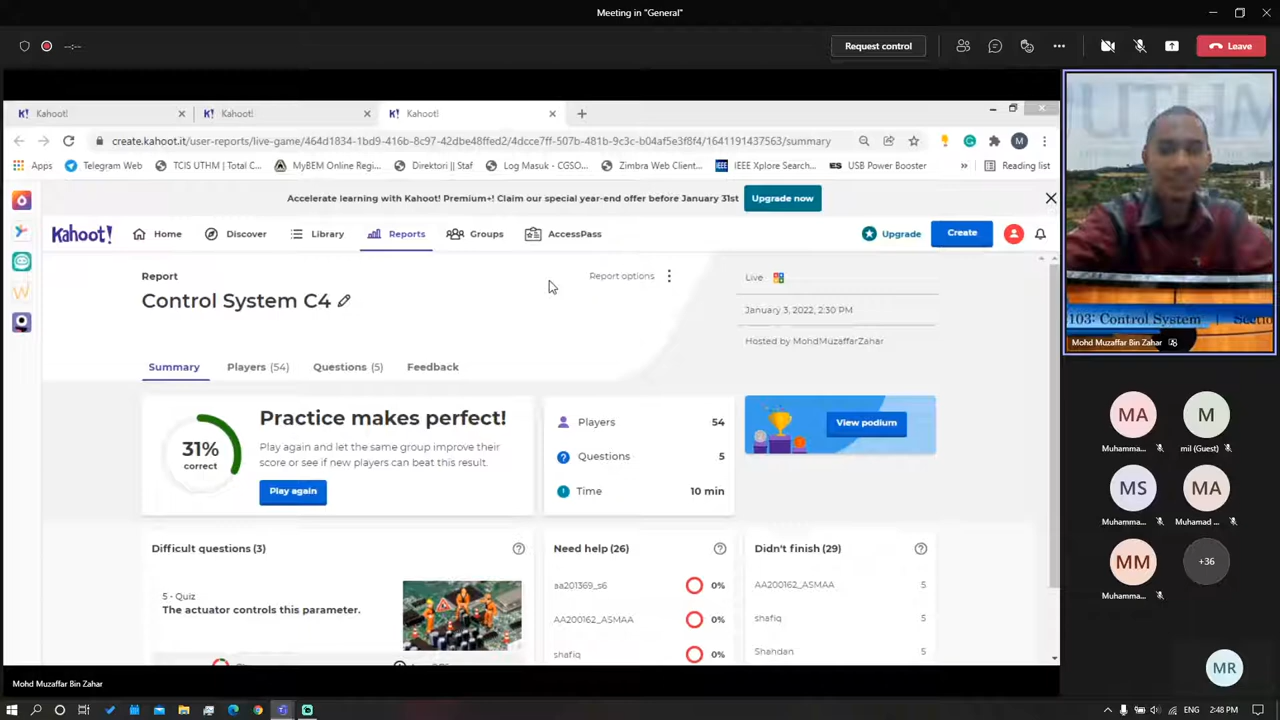 Meeting in "General"
Request control
Leave
Kahoot!
Kahoot!
Kahoot!
create.kahoot.it/user-reports/live-game/464d1834-1bd9-416b-8c97-42dbe48ffed2/4dcce7ff-507b-481b-9c3c-b04af5e3f8f4/1641191437563/summary
M
Apps
Telegram Web
TCIS UTHM | Total C...
MyBEM Online Regi...
Direktori || Staf
Log Masuk - CGSO...
Zimbra Web Client...
IEEE Xplore Search...
USB Power Booster
»
Reading list
Accelerate learning with Kahoot! Premium+! Claim our special year-end offer before January 31st
Upgrade now
Kahoot!
Home
Discover
Library
Reports
Groups
AccessPass
Upgrade
Create
Report
Report options
Control System C4
Live
January 3, 2022, 2:30 PM
Hosted by MohdMuzaffarZahar
Summary
Players (54)
Questions (5)
Feedback
31%
correct
Practice makes perfect!
Play again and let the same group improve their
score or see if new players can beat this result.
Play again
Players 54
Questions 5
Time 10 min
View podium
Difficult questions (3)
5 - Quiz
The actuator controls this parameter.
Need help (26)
aa201369_s6 0%
AA200162_ASMAA 0%
shafiq 0%
Didn't finish (29)
AA200162_ASMAA 5
shafiq 5
Shahdan 5
Mohd Muzaffar Bin Zahar
UTHM
103: Control System | Sectio
Mohd Muzaffar Bin Zahar
MA
Muhamma...
M
mil (Guest)
MS
Muhamma...
MA
Muhamad ...
MM
Muhamma...
+36
MR
ENG
2:48 PM